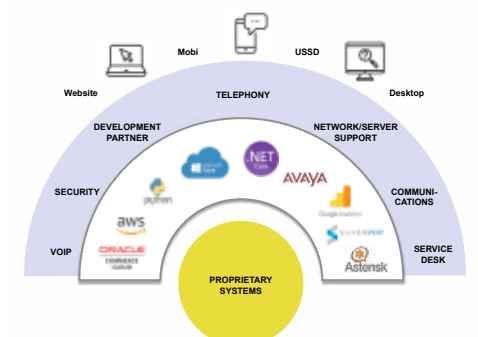 Mobi
USSD
Website
Desktop
TELEPHONY
DEVELOPMENT
PARTNER
NETWORK/SERVER
SUPPORT
.NET
Core
AVAYA
python
SECURITY
COMMUNI-
CATIONS
Google Analytics
aws
SILVERPOP
VOIP
ORACLE
COMMERCE
CLOUD
Asterisk
SERVICE
DESK
PROPRIETARY
SYSTEMS